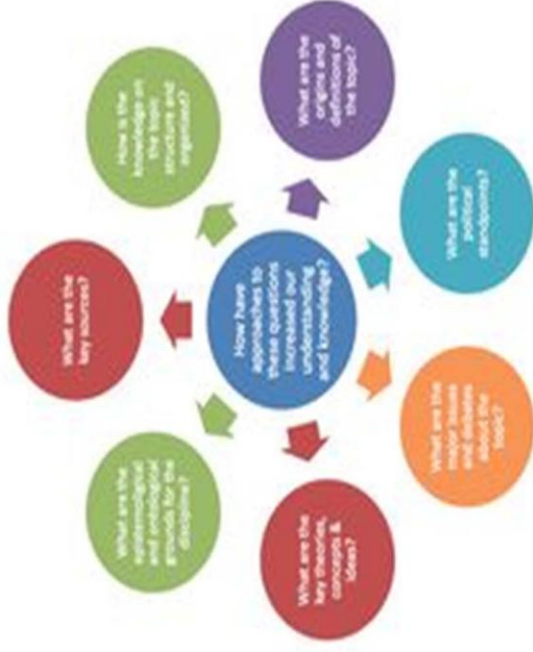 What are the
key sources?
How is the
knowledge on
the topic
structure and
organised?
What are the
origins and
definitions of
the topic?
What are the
political
standpoints?
What are the
major issues
and debates
about the
topic?
What are the
key theories,
concepts &
ideas?
What are the
epistemoligical
and ontological
grounds for the
discipline?
How have
approaches to
these questions
increased our
understanding
and knowledge?